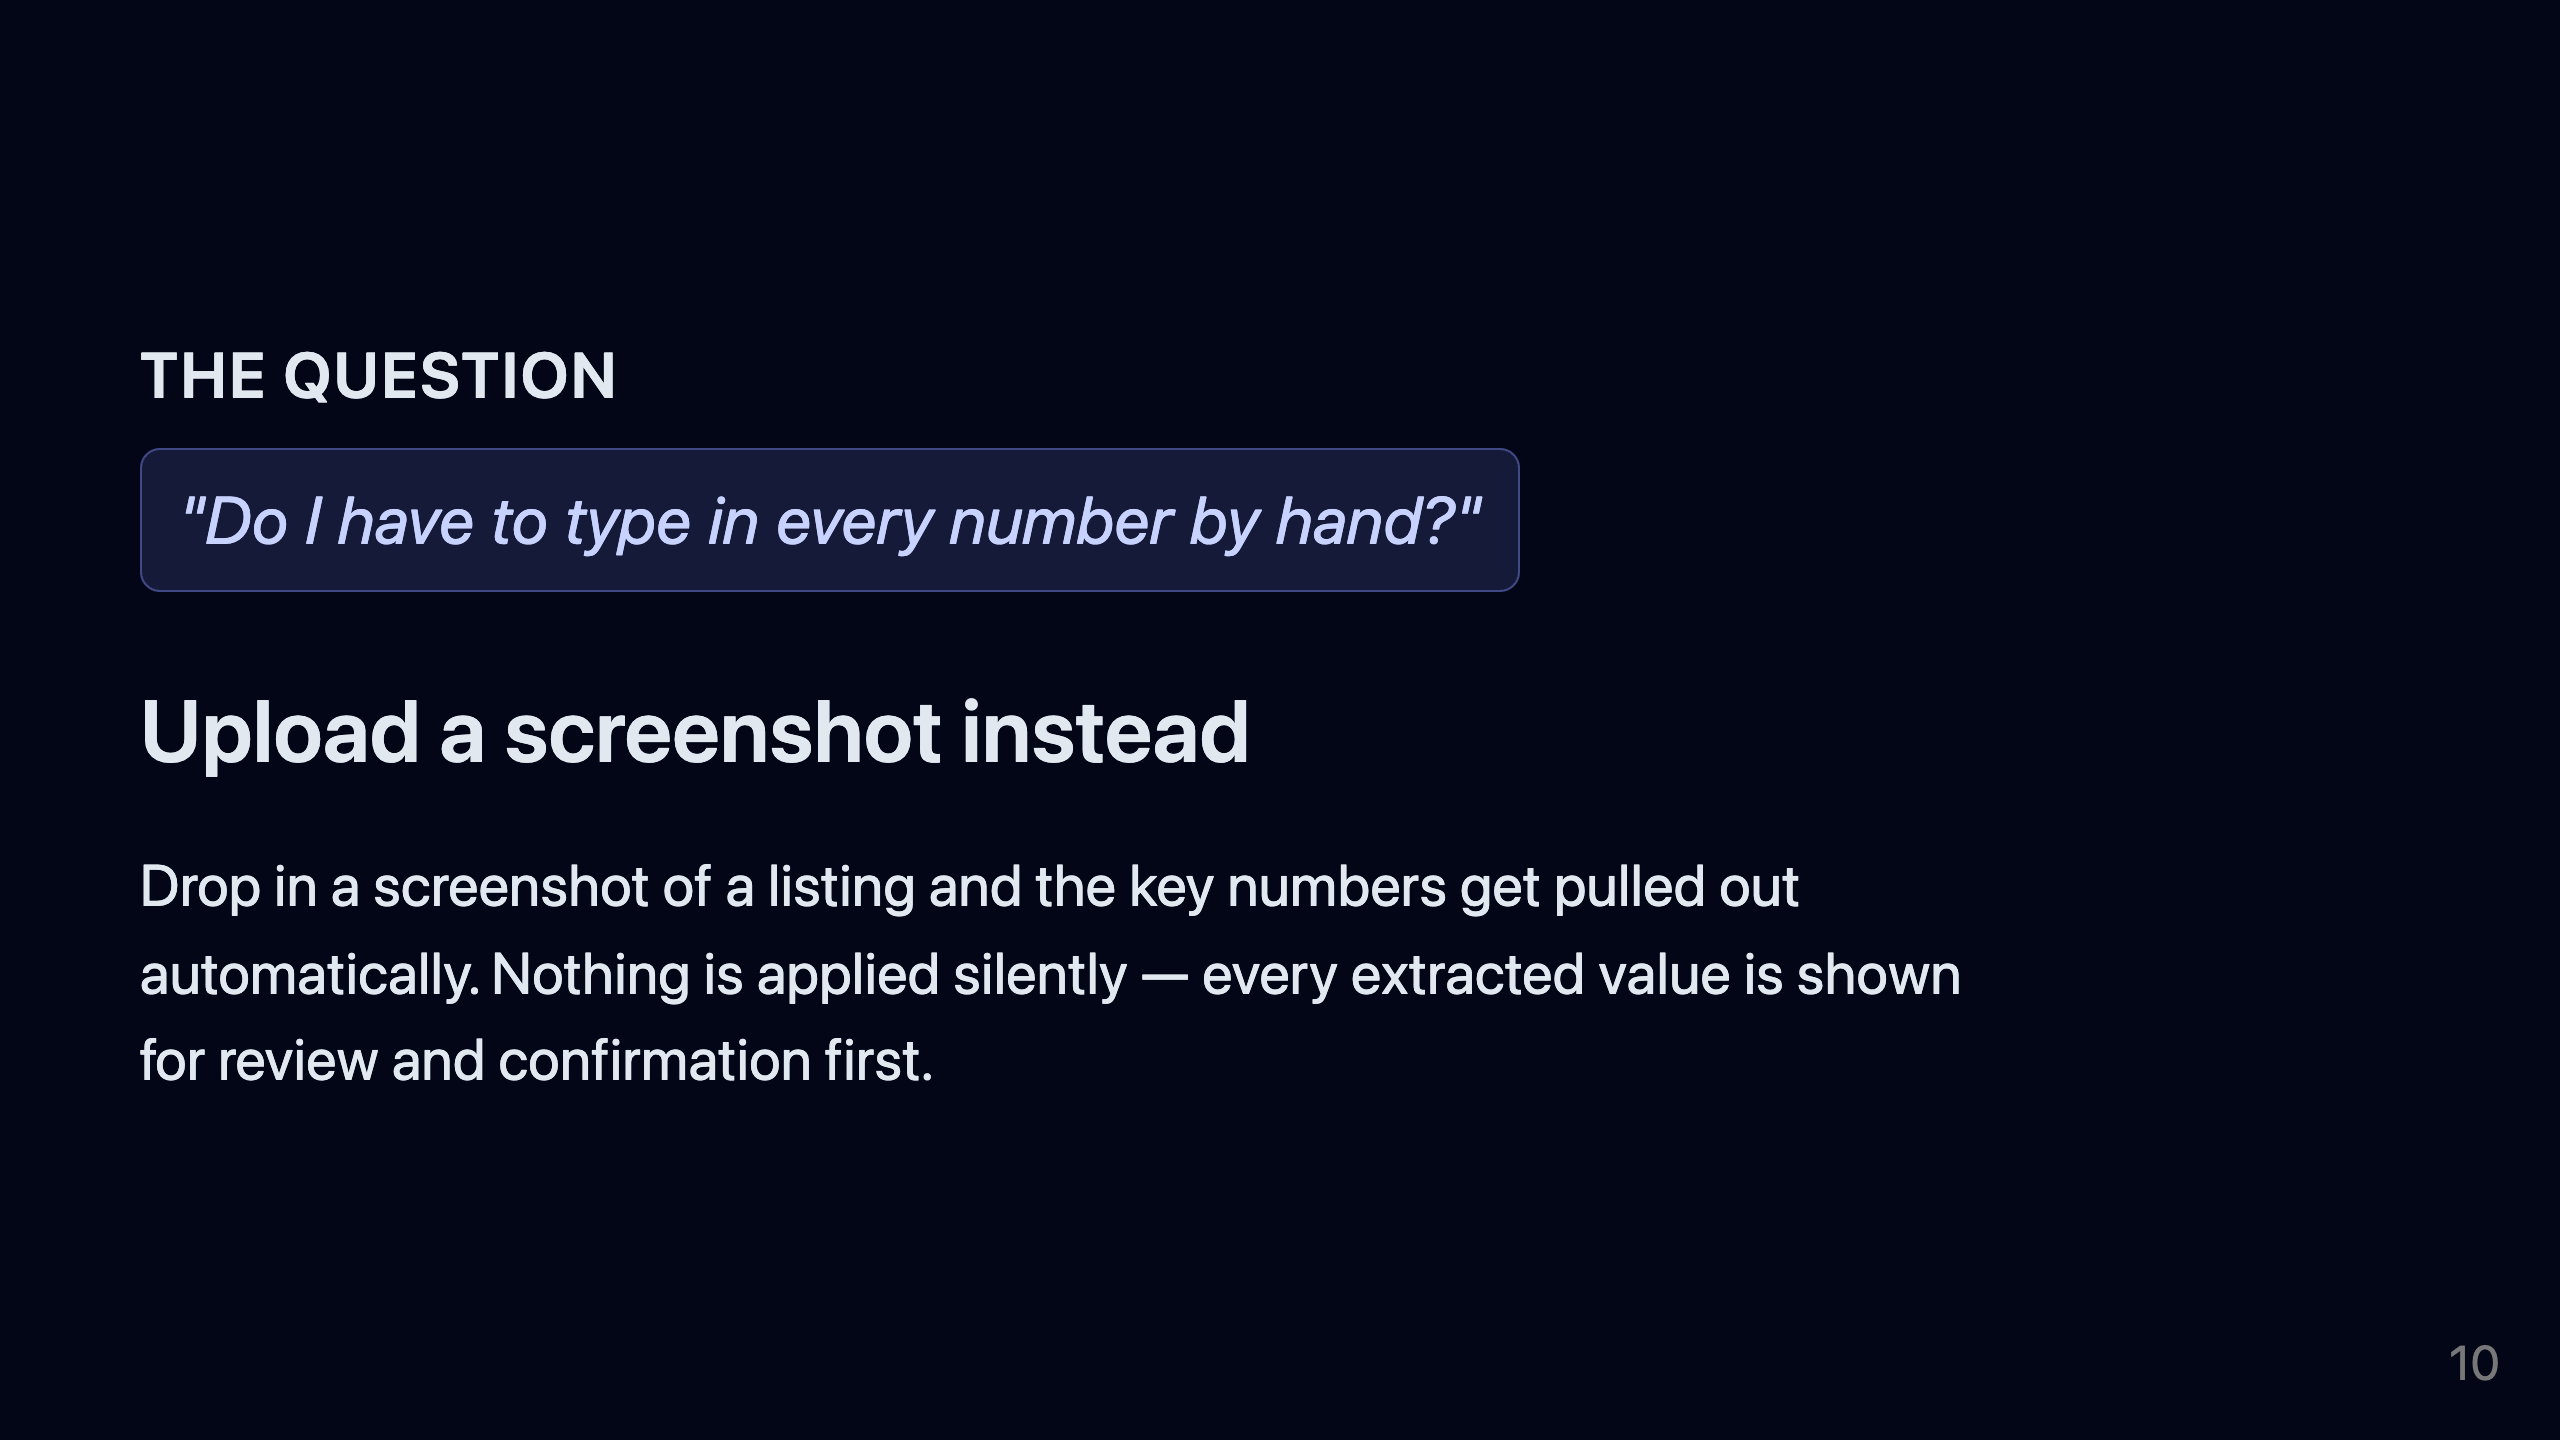 THE QUESTION
"Do I have to type in every number by hand?"
Upload a screenshot instead
Drop in a screenshot of a listing and the key numbers get pulled out
automatically. Nothing is applied silently — every extracted value is shown
for review and confirmation first.
10